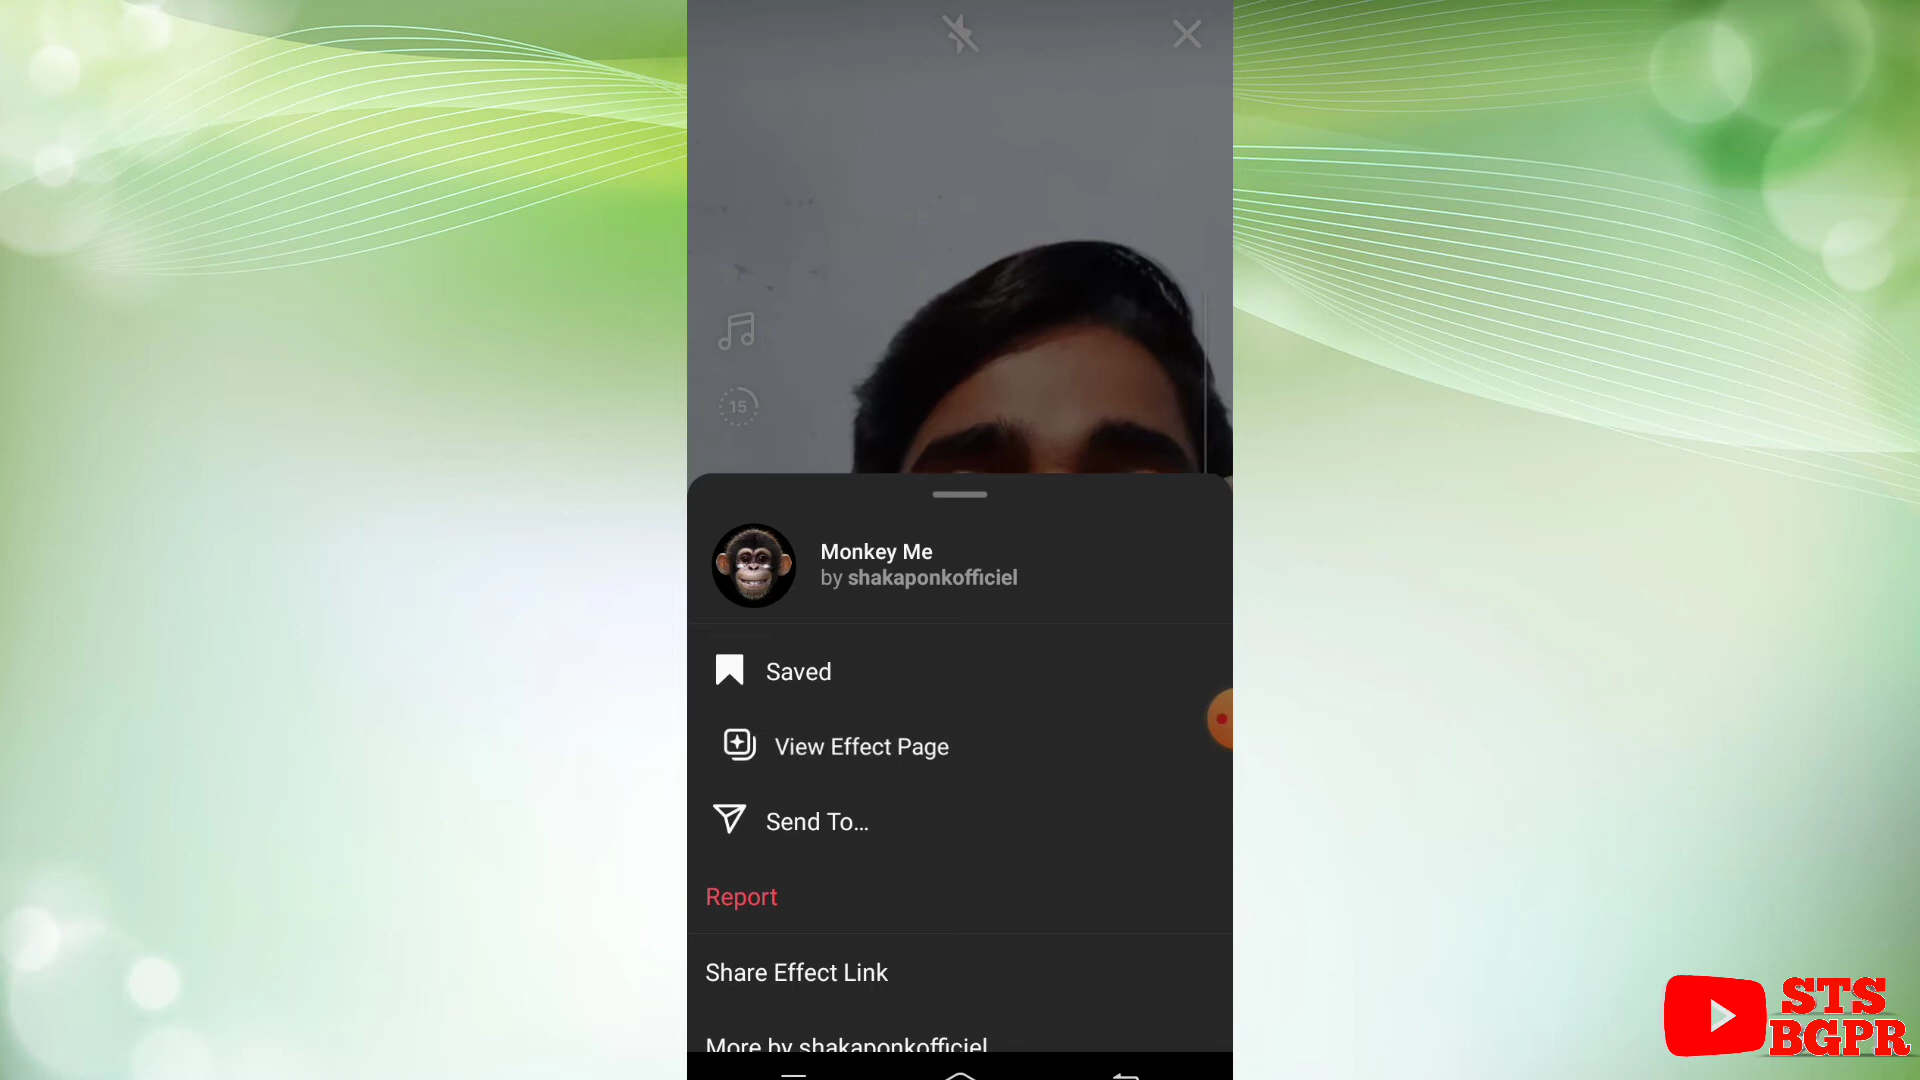 15
Monkey Me
by shakaponkofficiel
Saved
View Effect Page
Send To...
Report
Share Effect Link
More by shakaponkofficiel
STS
BGPR